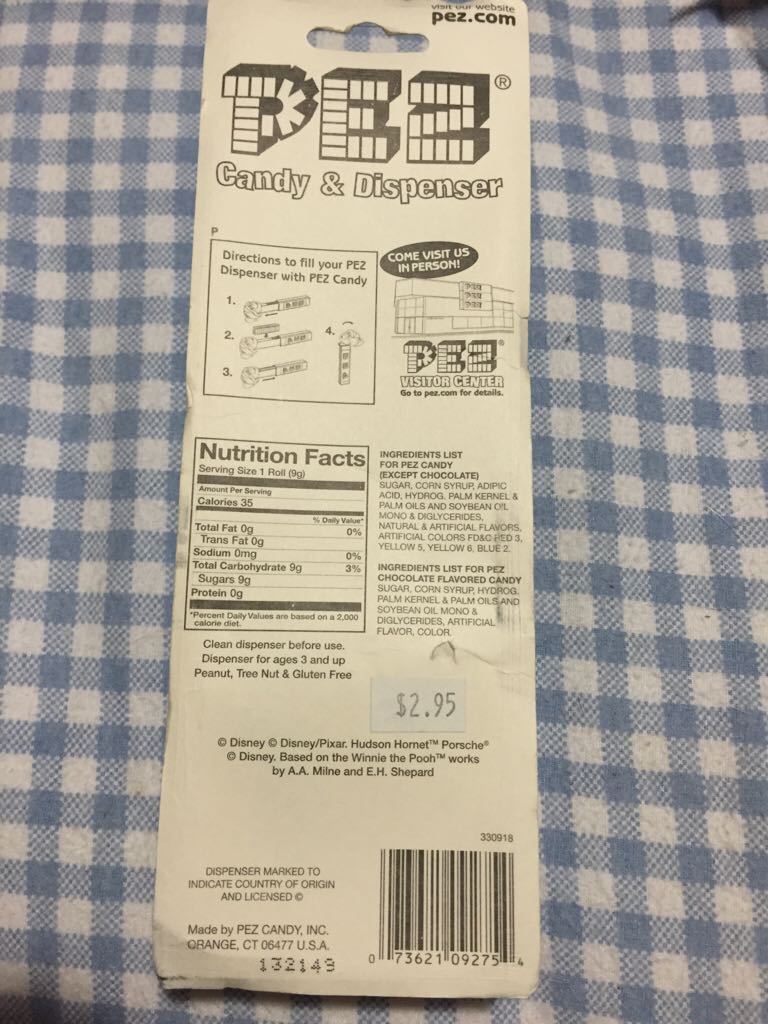 visit our website
pez.com
PEZ®
Candy & Dispenser
P
Directions to fill your PEZ
Dispenser with PEZ Candy
1.
2.
3.
4.
COME VISIT US
IN PERSON!
PEZ
PEZ
PEZ
PEZ®
VISITOR CENTER
Go to pez.com for details.
Nutrition Facts
Serving Size 1 Roll (9g)
Amount Per Serving
Calories 35
% Daily Value*
Total Fat 0g 0%
Trans Fat 0g
Sodium 0mg 0%
Total Carbohydrate 9g 3%
Sugars 9g
Protein 0g
*Percent Daily Values are based on a 2,000
calorie diet.
INGREDIENTS LIST
FOR PEZ CANDY
(EXCEPT CHOCOLATE)
SUGAR, CORN SYRUP, ADIPIC
ACID, HYDROG. PALM KERNEL &
PALM OILS AND SOYBEAN OIL
MONO & DIGLYCERIDES,
NATURAL & ARTIFICIAL FLAVORS,
ARTIFICIAL COLORS FD&C RED 3,
YELLOW 5, YELLOW 6, BLUE 2.
INGREDIENTS LIST FOR PEZ
CHOCOLATE FLAVORED CANDY
SUGAR, CORN SYRUP, HYDROG.
PALM KERNEL & PALM OILS AND
SOYBEAN OIL MONO &
DIGLYCERIDES, ARTIFICIAL
FLAVOR, COLOR.
Clean dispenser before use.
Dispenser for ages 3 and up
Peanut, Tree Nut & Gluten Free
$2.95
© Disney © Disney/Pixar. Hudson Hornet™ Porsche®
© Disney. Based on the Winnie the Pooh™ works
by A.A. Milne and E.H. Shepard
330918
DISPENSER MARKED TO
INDICATE COUNTRY OF ORIGIN
AND LICENSED ©
Made by PEZ CANDY, INC.
ORANGE, CT 06477 U.S.A.
132149
0 73621 09275 4